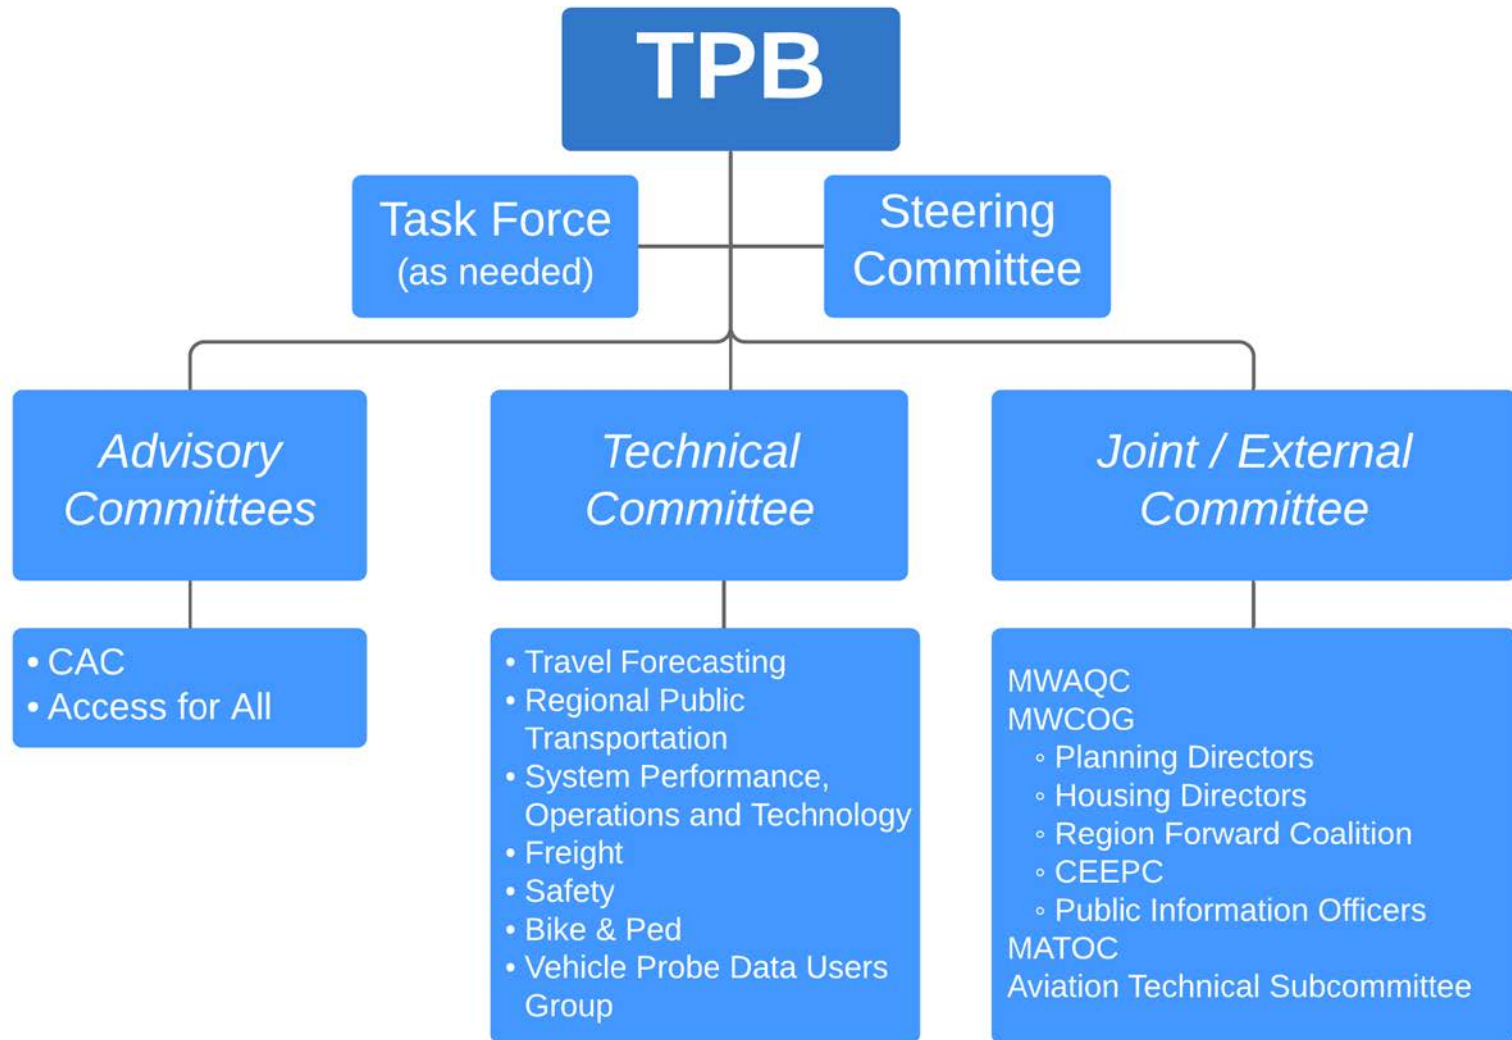 TPB
Task Force
(as needed)
Steering
Committee
Advisory
Committees
Technical
Committee
Joint / External
Committee
• CAC
• Access for All
• Travel Forecasting
• Regional Public
Transportation
• System Performance,
Operations and Technology
• Freight
• Safety
• Bike & Ped
• Vehicle Probe Data Users
Group
MWAQC
MWCOG
◦ Planning Directors
◦ Housing Directors
◦ Region Forward Coalition
◦ CEEPC
◦ Public Information Officers
MATOC
Aviation Technical Subcommittee